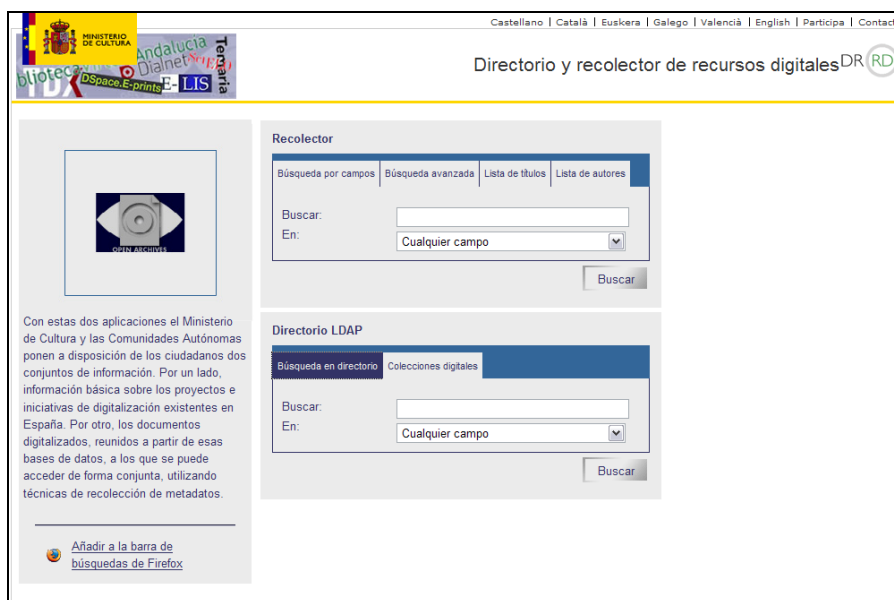 Castellano | Català | Euskera | Galego | Valencià | English | Participa | Contact
MINISTERIO
DE CULTURA
Andalucía
Dialnet
Temaria
blioteca
TDX
DSpace.E-prints
E-LIS
Directorio y recolector de recursos digitales DR RD
OPEN ARCHIVES
Con estas dos aplicaciones el Ministerio
de Cultura y las Comunidades Autónomas
ponen a disposición de los ciudadanos dos
conjuntos de información. Por un lado,
información básica sobre los proyectos e
iniciativas de digitalización existentes en
España. Por otro, los documentos
digitalizados, reunidos a partir de esas
bases de datos, a los que se puede
acceder de forma conjunta, utilizando
técnicas de recolección de metadatos.
Añadir a la barra de
búsquedas de Firefox
Recolector
Búsqueda por campos Búsqueda avanzada Lista de títulos Lista de autores
Buscar:
En: Cualquier campo
Buscar
Directorio LDAP
Búsqueda en directorio Colecciones digitales
Buscar:
En: Cualquier campo
Buscar